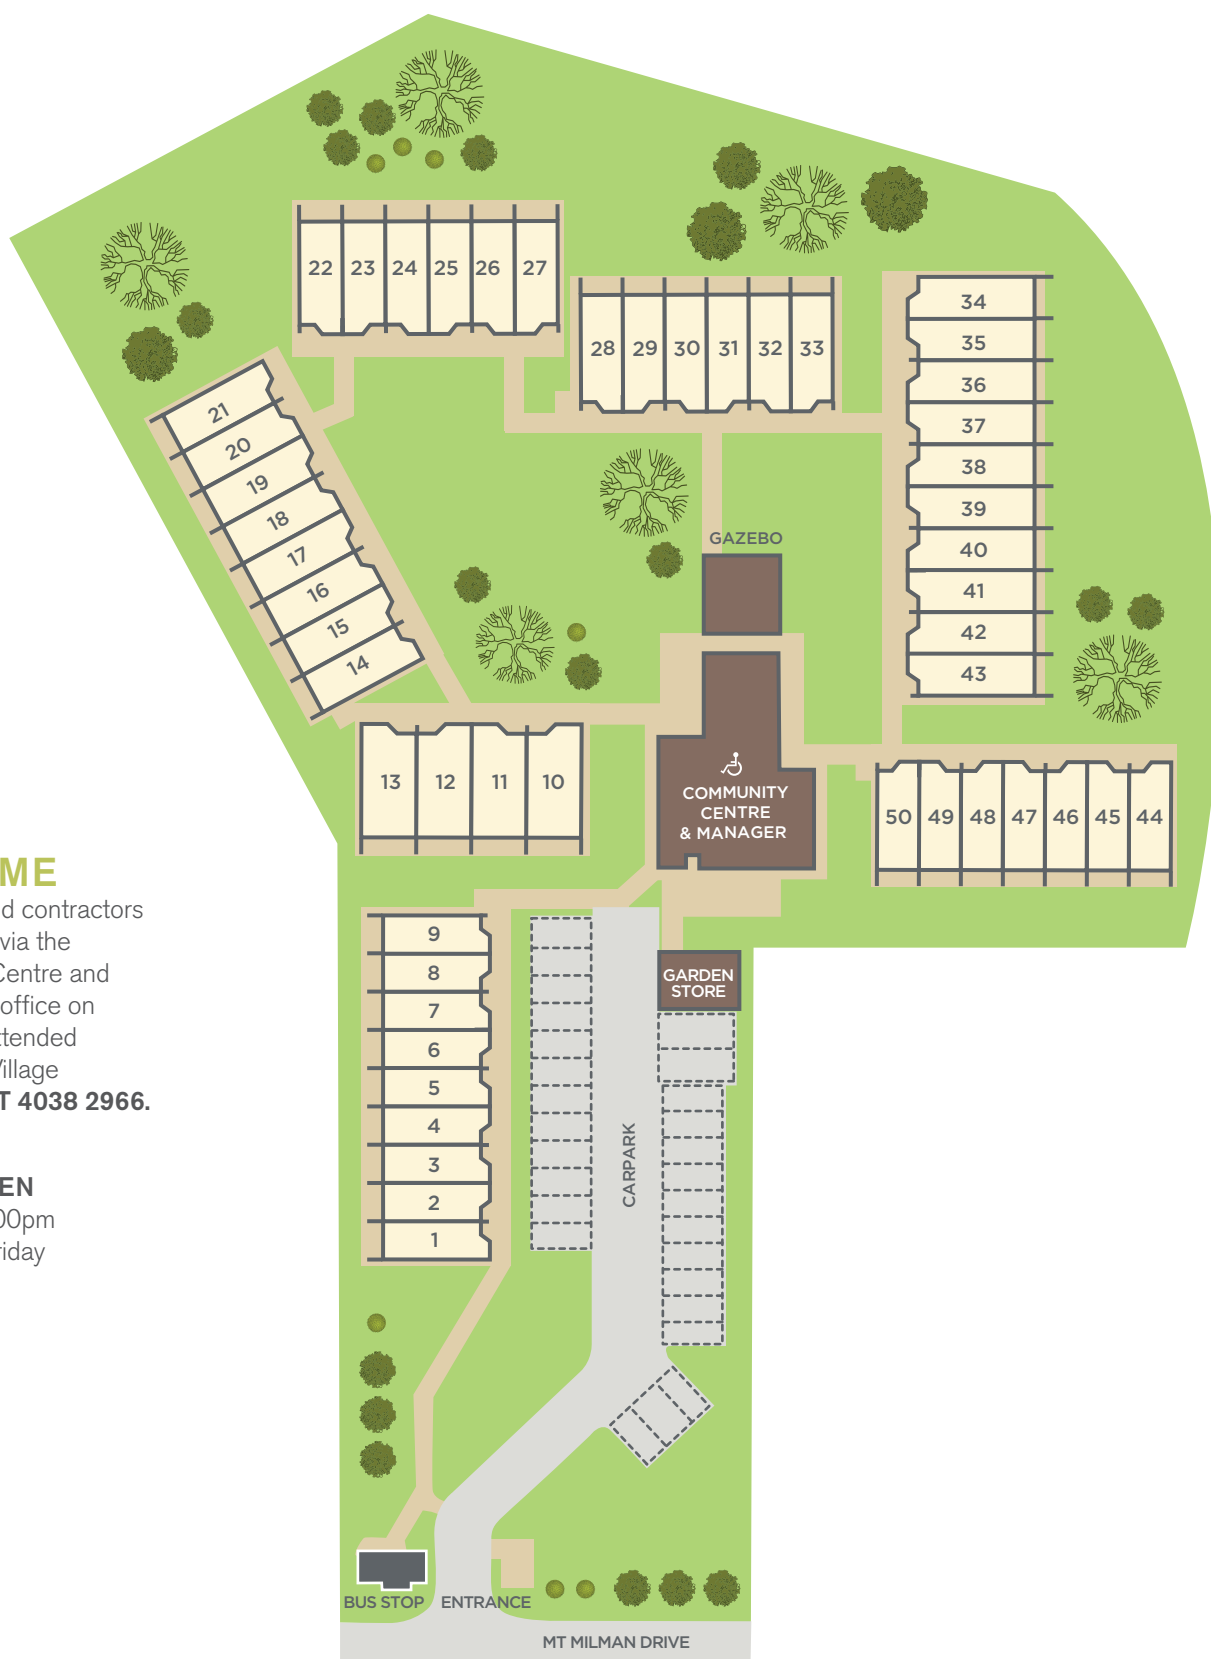 22 23 24 25 26 27
28 29 30 31 32 33
34
35
36
37
38
39
40
41
42
43
21
20
19
18
17
16
15
14
GAZEBO
13 12 11 10
COMMUNITY
CENTRE
& MANAGER
50 49 48 47 46 45 44
ME
d contractors
via the
Centre and
office on
ttended
Village
T 4038 2966.
EN
00pm
riday
9
8
7
6
5
4
3
2
1
GARDEN
STORE
CARPARK
BUS STOP
ENTRANCE
MT MILMAN DRIVE